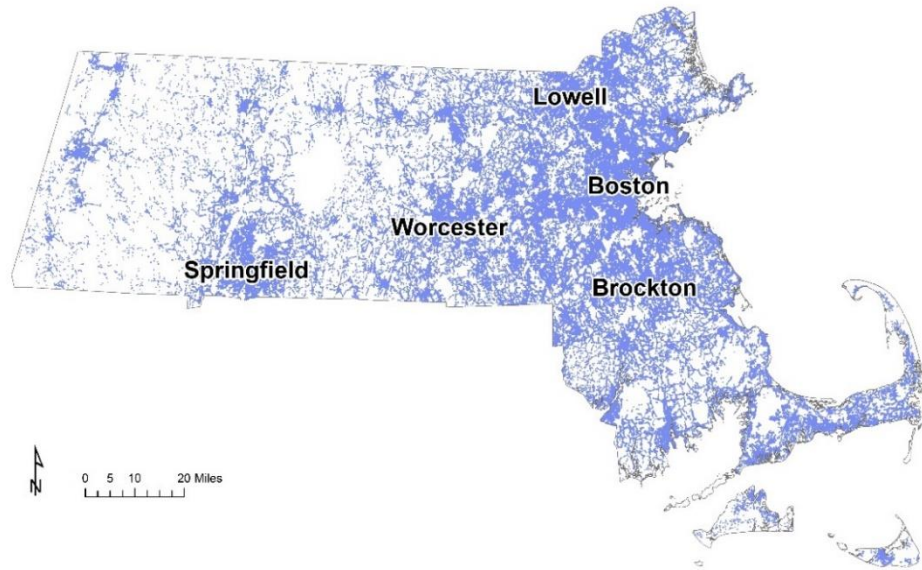 Lowell
Boston
Worcester
Springfield
Brockton
N
0 5 10 20 Miles